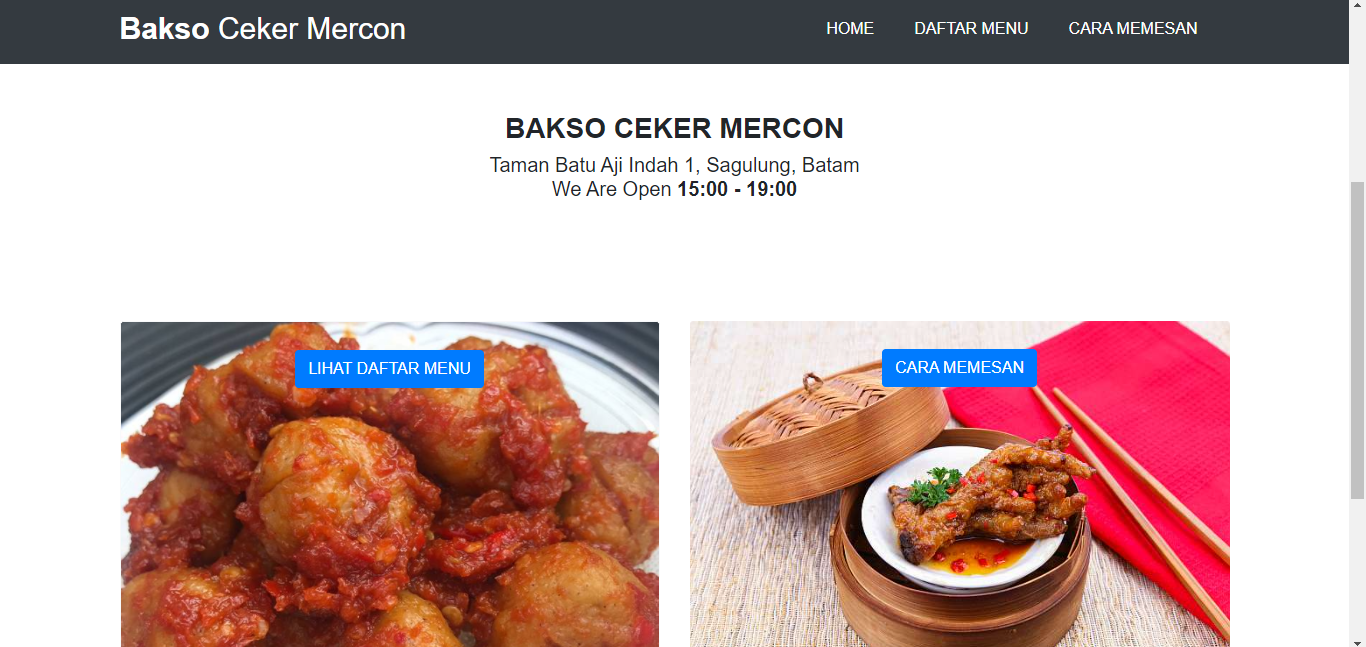 Bakso Ceker Mercon
HOME
DAFTAR MENU
CARA MEMESAN
BAKSO CEKER MERCON
Taman Batu Aji Indah 1, Sagulung, Batam
We Are Open 15:00 - 19:00
LIHAT DAFTAR MENU
CARA MEMESAN